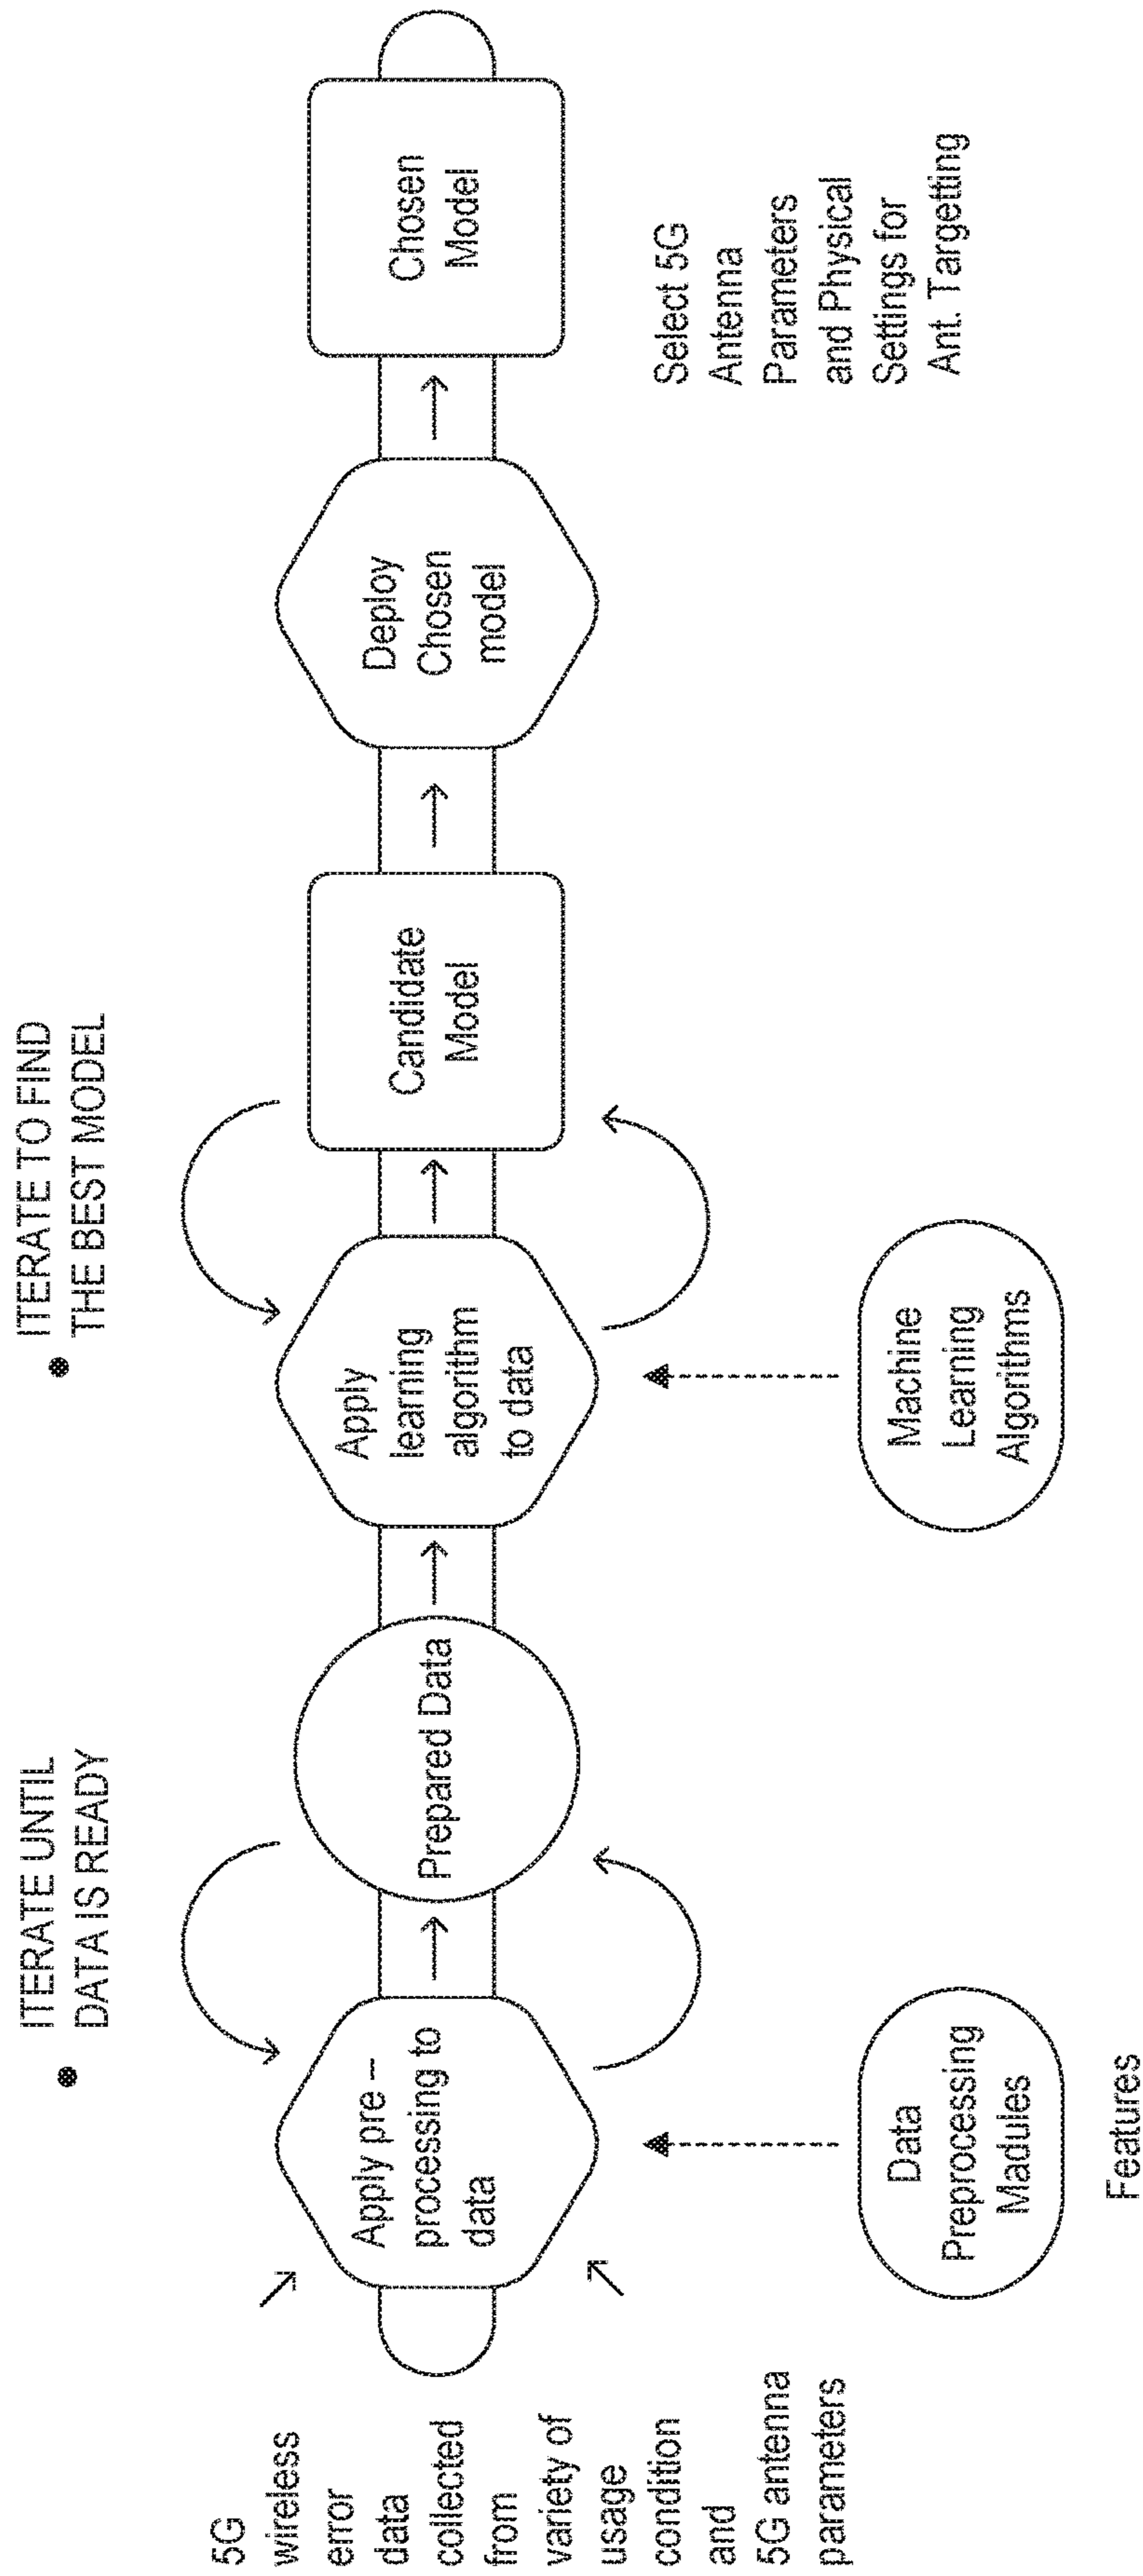 ITERATE UNTIL
DATA IS READY
ITERATE TO FIND
THE BEST MODEL
5G
wireless
error
data
collected
from
variety of
usage
condition
and
5G antenna
parameters
Apply pre –
processing to
data
Prepared Data
Apply
learning
algorithm
to data
Candidate
Model
Deploy
Chosen
model
Chosen
Model
Select 5G
Antenna
Parameters
and Physical
Settings for
Ant. Targetting
Data
Preprocessing
Madules
Features
Machine
Learning
Algorithms